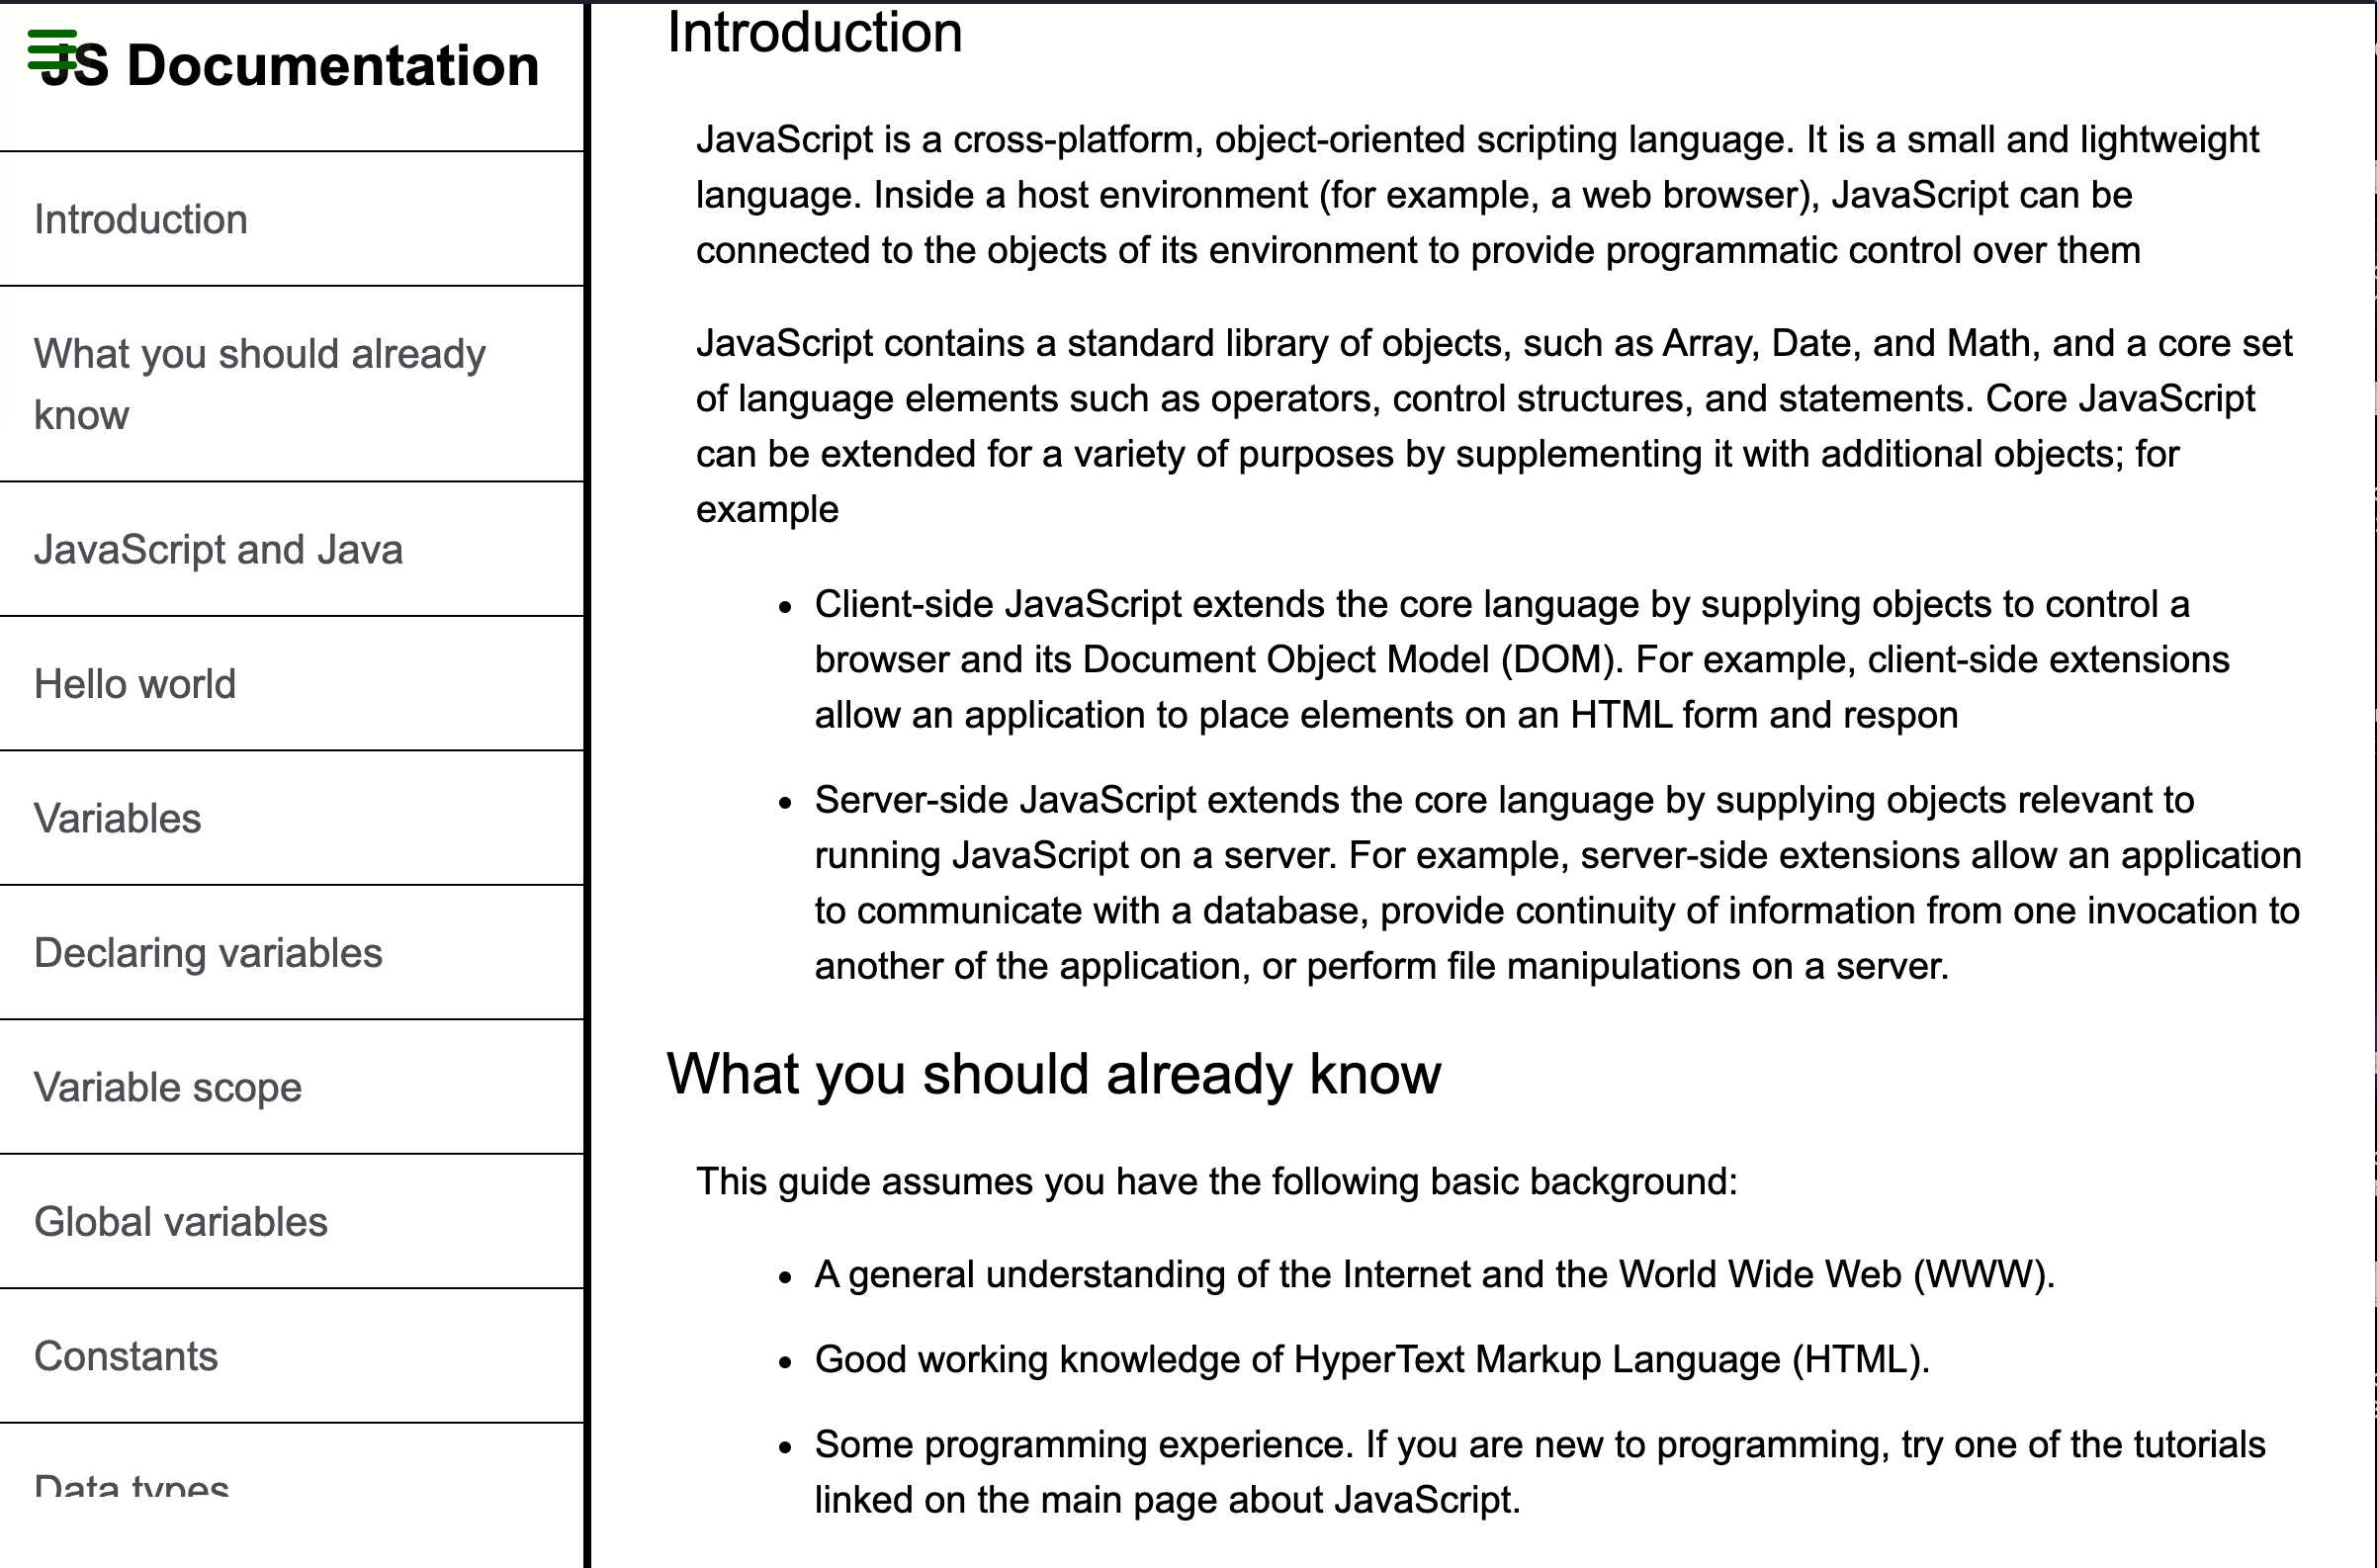 JS Documentation
Introduction
What you should already
know
JavaScript and Java
Hello world
Variables
Declaring variables
Variable scope
Global variables
Constants
Data types
Introduction
JavaScript is a cross-platform, object-oriented scripting language. It is a small and lightweight
language. Inside a host environment (for example, a web browser), JavaScript can be
connected to the objects of its environment to provide programmatic control over them
JavaScript contains a standard library of objects, such as Array, Date, and Math, and a core set
of language elements such as operators, control structures, and statements. Core JavaScript
can be extended for a variety of purposes by supplementing it with additional objects; for
example
• Client-side JavaScript extends the core language by supplying objects to control a
browser and its Document Object Model (DOM). For example, client-side extensions
allow an application to place elements on an HTML form and respon
• Server-side JavaScript extends the core language by supplying objects relevant to
running JavaScript on a server. For example, server-side extensions allow an application
to communicate with a database, provide continuity of information from one invocation to
another of the application, or perform file manipulations on a server.
What you should already know
This guide assumes you have the following basic background:
• A general understanding of the Internet and the World Wide Web (WWW).
• Good working knowledge of HyperText Markup Language (HTML).
• Some programming experience. If you are new to programming, try one of the tutorials
linked on the main page about JavaScript.